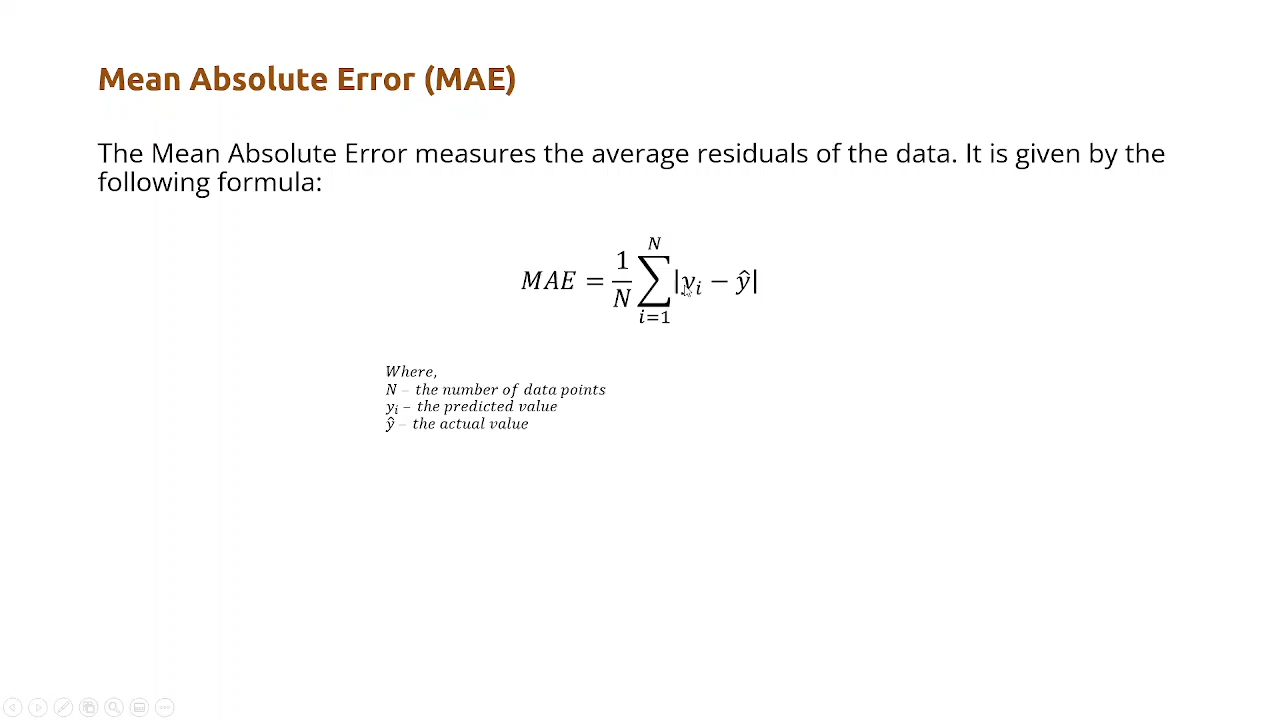 Mean Absolute Error (MAE)
The Mean Absolute Error measures the average residuals of the data. It is given by the
following formula:
MAE = 1/N ∑_{i=1}^{N} |y_i − ŷ|
Where,
N – the number of data points
y_i – the predicted value
ŷ – the actual value